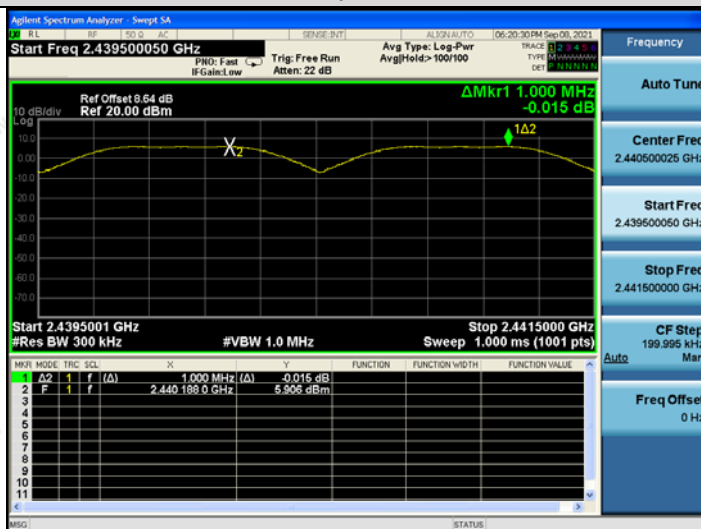 Agilent Spectrum Analyzer - Swept SA
RL RF 50 Ω AC SENSE:INT ALIGN AUTO 06:20:30 PM Sep 08, 2021
Start Freq 2.439500050 GHz
PNO: Fast
IFGain:Low
Trig: Free Run
Atten: 22 dB
Avg Type: Log-Pwr
Avg|Hold:> 100/100
TRACE 1 2 3 4 5 6
TYPE M
DET P N N N N N
Frequency
Auto Tune
Ref Offset 8.64 dB
10 dB/div Ref 20.00 dBm
Log
ΔMkr1 1.000 MHz
-0.015 dB
10.0
0.00
-10.0
-20.0
-30.0
-40.0
-50.0
-60.0
-70.0
X2
1Δ2
Center Freq
2.440500025 GHz
Start Freq
2.439500050 GHz
Stop Freq
2.441500000 GHz
CF Step
199.995 kHz
Auto Man
Freq Offset
0 Hz
Start 2.4395001 GHz Stop 2.4415000 GHz
#Res BW 300 kHz #VBW 1.0 MHz Sweep 1.000 ms (1001 pts)
MKR MODE TRC SCL X Y FUNCTION FUNCTION WIDTH FUNCTION VALUE
1 Δ2 1 f (Δ) 1.000 MHz (Δ) -0.015 dB
2 F 1 f 2.440 188 0 GHz 5.906 dBm
3
4
5
6
7
8
9
10
11
MSG STATUS